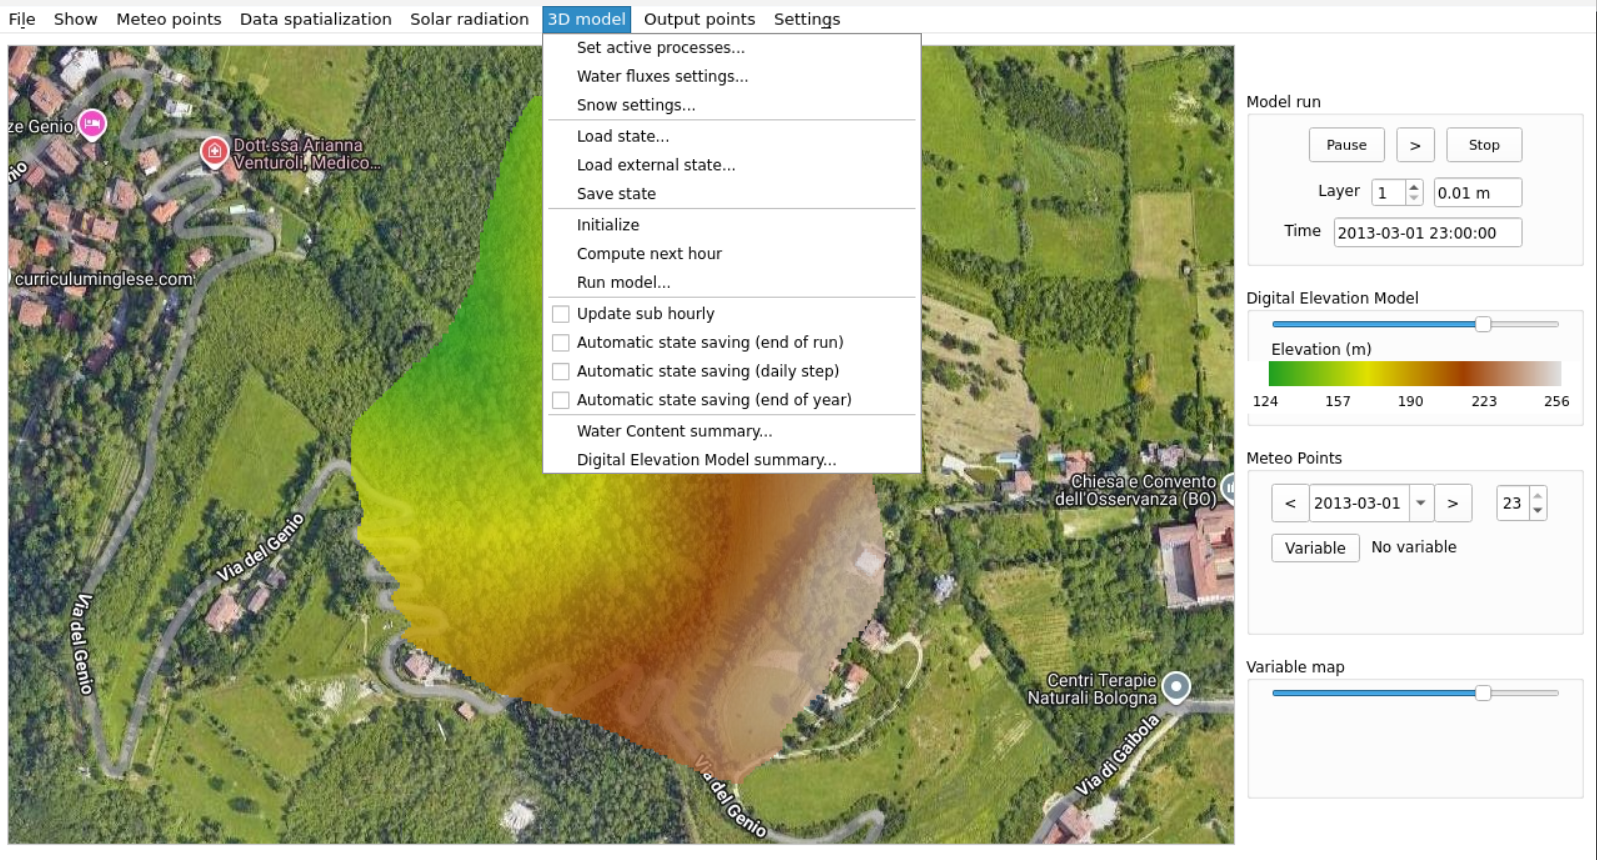 File Show Meteo points Data spatialization Solar radiation 3D model Output points Settings
Set active processes...
Water fluxes settings...
Snow settings...
Load state...
Load external state...
Save state
Initialize
Compute next hour
Run model...
Update sub hourly
Automatic state saving (end of run)
Automatic state saving (daily step)
Automatic state saving (end of year)
Water Content summary...
Digital Elevation Model summary...
ze Genio
Dott.ssa Arianna
Venturoli, Medico...
nio
curriculuminglese.com
Via del Genio
Via del Genio
Via del Genio
Chiesa e Convento
dell'Osservanza (BO)
Centri Terapie
Naturali Bologna
Via di Gaibola
Model run
Pause > Stop
Layer 1 0.01 m
Time 2013-03-01 23:00:00
Digital Elevation Model
Elevation (m)
124 157 190 223 256
Meteo Points
< 2013-03-01 > 23
Variable No variable
Variable map